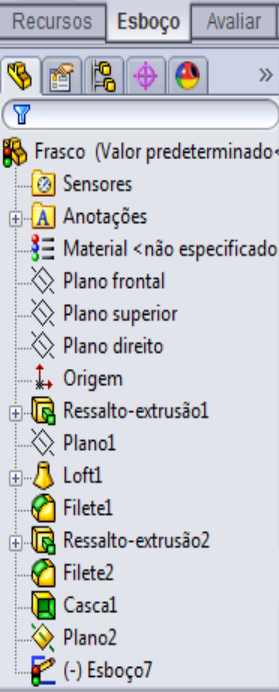 Recursos Esboço Avaliar
»
Frasco (Valor predeterminado<
Sensores
A Anotações
Material <não especificado
Plano frontal
Plano superior
Plano direito
Origem
Ressalto-extrusão1
Plano1
Loft1
Filete1
Ressalto-extrusão2
Filete2
Casca1
Plano2
(-) Esboço7